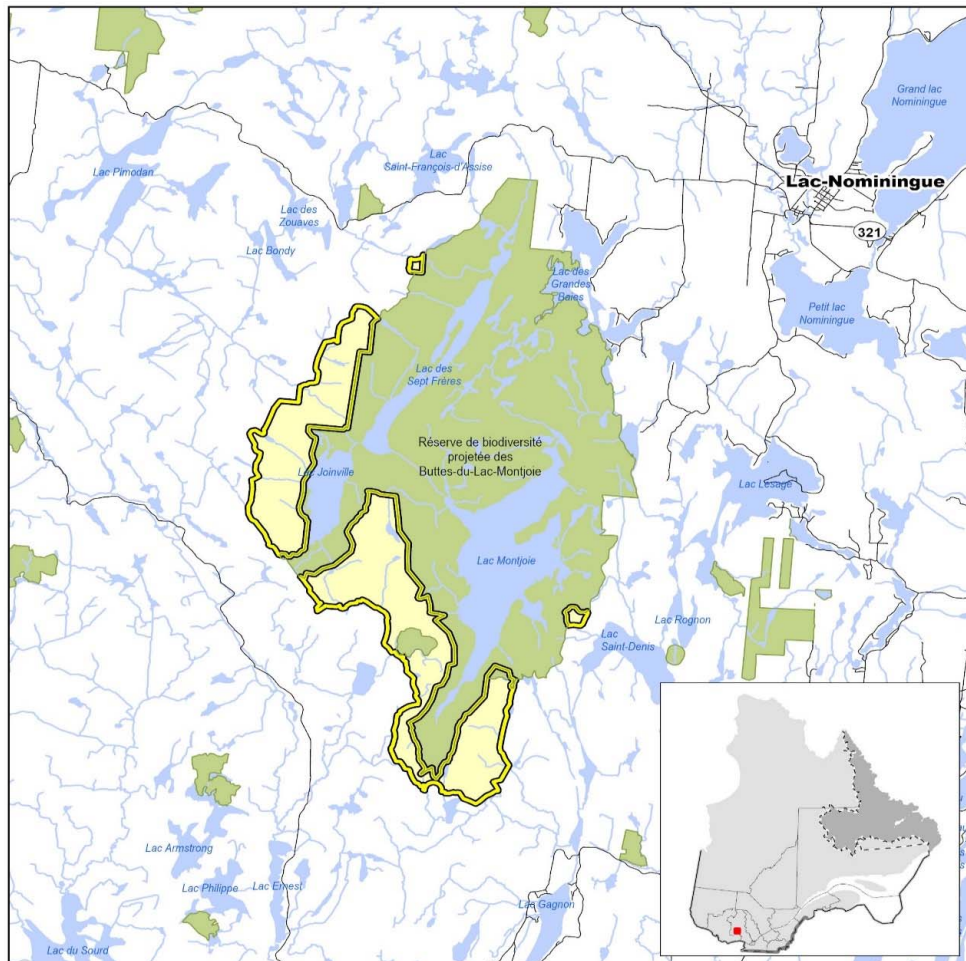 Grand lac
Nominingue
Lac
Saint-François-d'Assise
Lac Pimodan
Lac-Nominingue
Lac des
Zouaves
321
Lac Bondy
Lac des
Grandes
Baies
Petit lac
Nominingue
Lac des
Sept Frères
Réserve de biodiversité
projetée des
Buttes-du-Lac-Montjoie
Lac Joinville
Lac Lesage
Lac Montjoie
Lac Rognon
Lac
Saint-Denis
Lac Armstrong
Lac Philippe
Lac Ernest
Lac Gagnon
Lac du Sourd